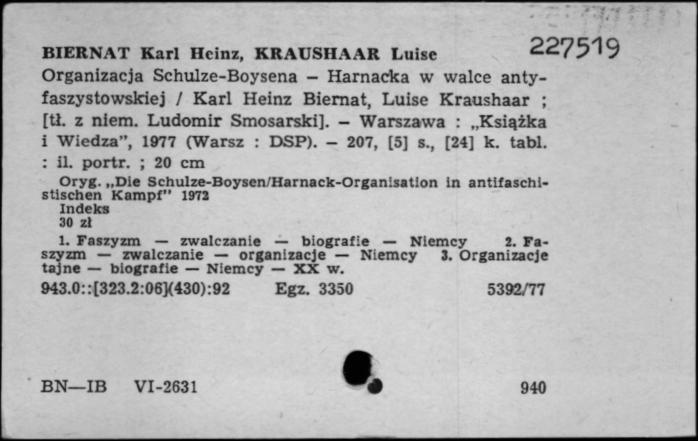 227519
BIERNAT Karl Heinz, KRAUSHAAR Luise
Organizacja Schulze-Boysena – Harnacka w walce anty-
faszystowskiej / Karl Heinz Biernat, Luise Kraushaar ;
[tł. z niem. Ludomir Smosarski]. – Warszawa : „Książka
i Wiedza”, 1977 (Warsz : DSP). – 207, [5] s., [24] k. tabl.
: il. portr. ; 20 cm
Oryg. „Die Schulze-Boysen/Harnack-Organisation in antifaschi-
stischen Kampf” 1972
Indeks
30 zł
1. Faszyzm — zwalczanie — biografie — Niemcy 2. Fa-
szyzm — zwalczanie — organizacje — Niemcy 3. Organizacje
tajne — biografie — Niemcy — XX w.
943.0::[323.2:06](430):92 Egz. 3350 5392/77
BN—IB VI-2631 940